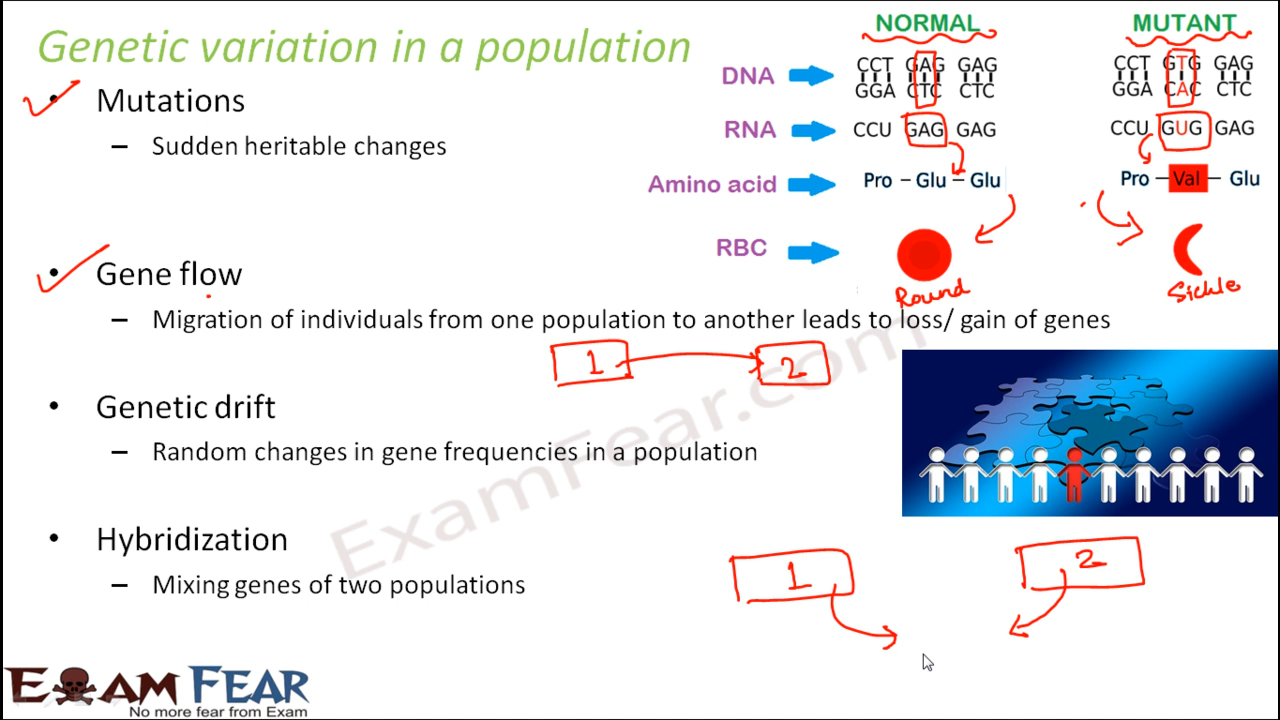 Genetic variation in a population
• Mutations
– Sudden heritable changes
• Gene flow
– Migration of individuals from one population to another leads to loss/ gain of genes
1 2
• Genetic drift
– Random changes in gene frequencies in a population
• Hybridization
– Mixing genes of two populations
1 2
NORMAL MUTANT
DNA CCT GAG GAG CCT GTG GAG
GGA CTC CTC GGA CAC CTC
RNA CCU GAG GAG CCU GUG GAG
Amino acid Pro – Glu – Glu Pro – Val – Glu
RBC
Round Sickle
ExamFear.com
EXAM FEAR
No more fear from Exam